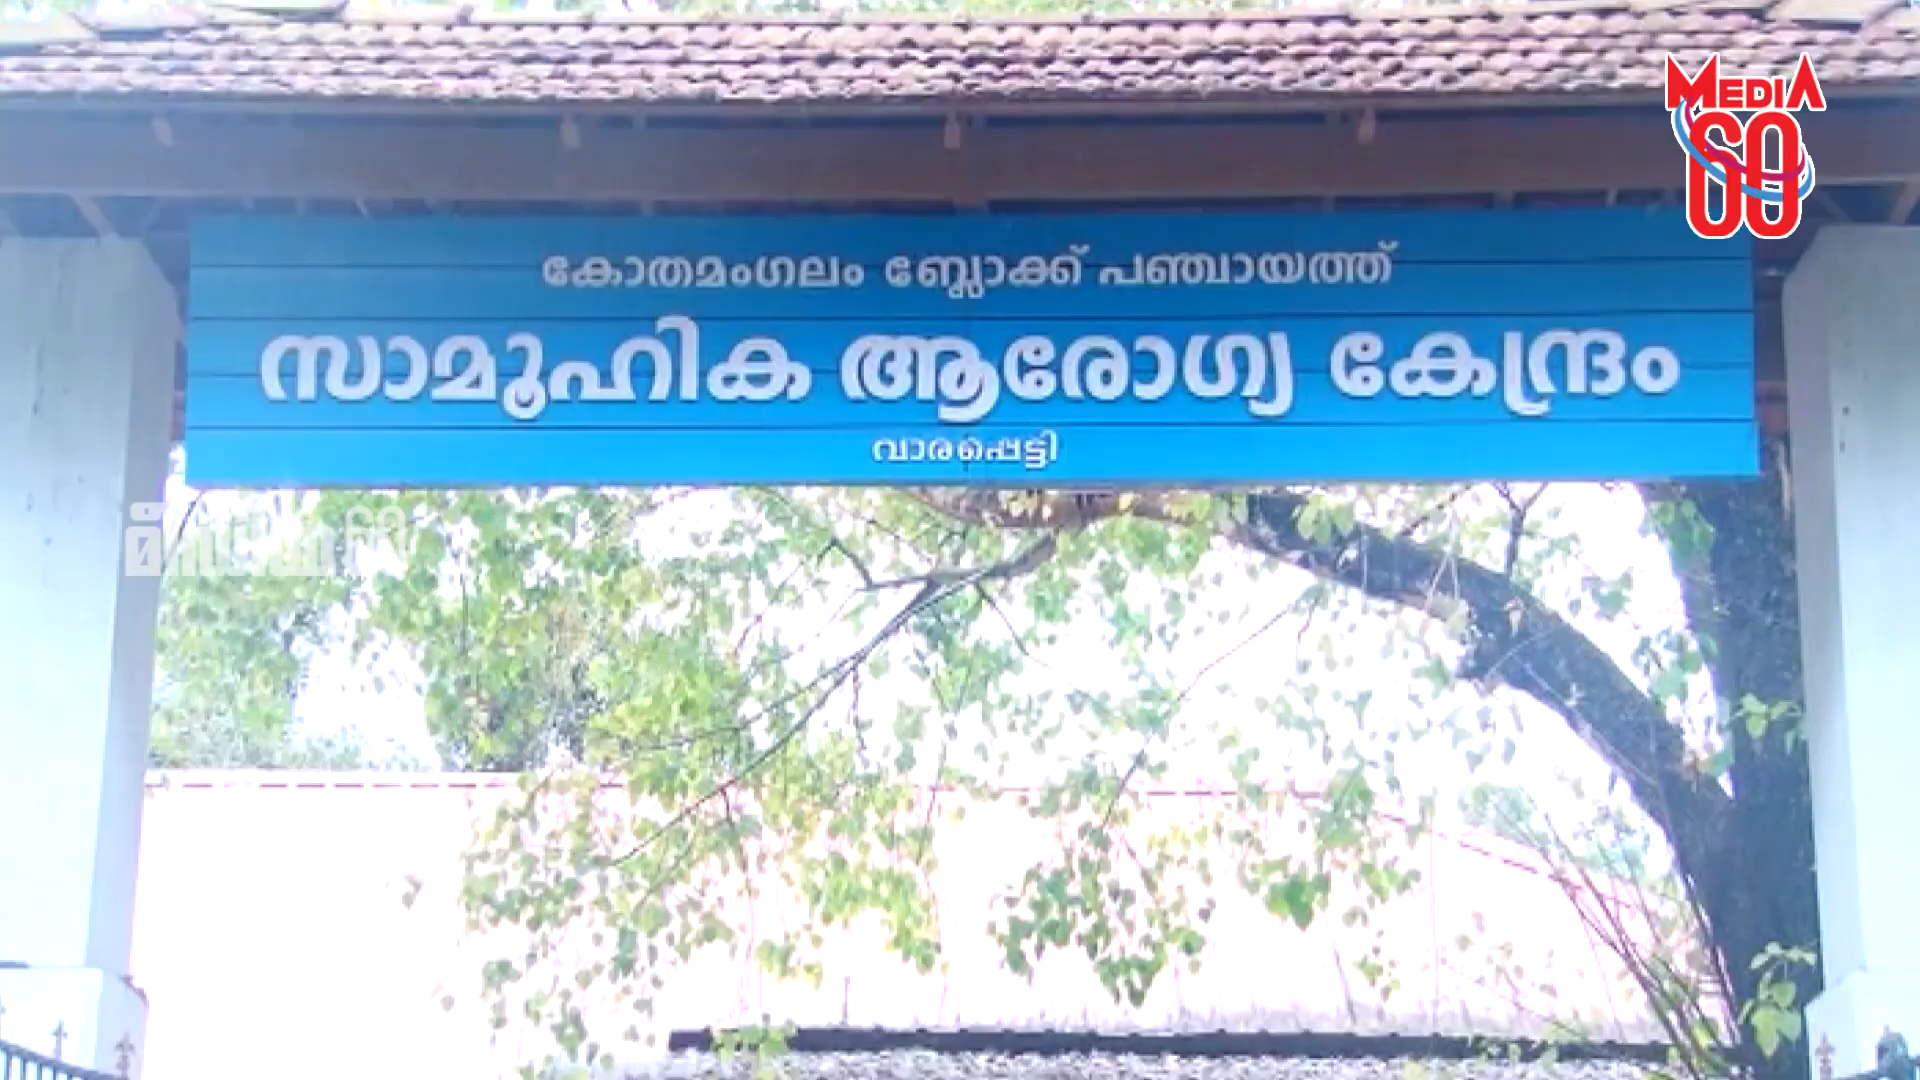 MEDIA
60
കോതമംഗലം ബ്ലോക്ക് പഞ്ചായത്ത്
സാമൂഹിക ആരോഗ്യ കേന്ദ്രം
വാരപ്പെട്ടി